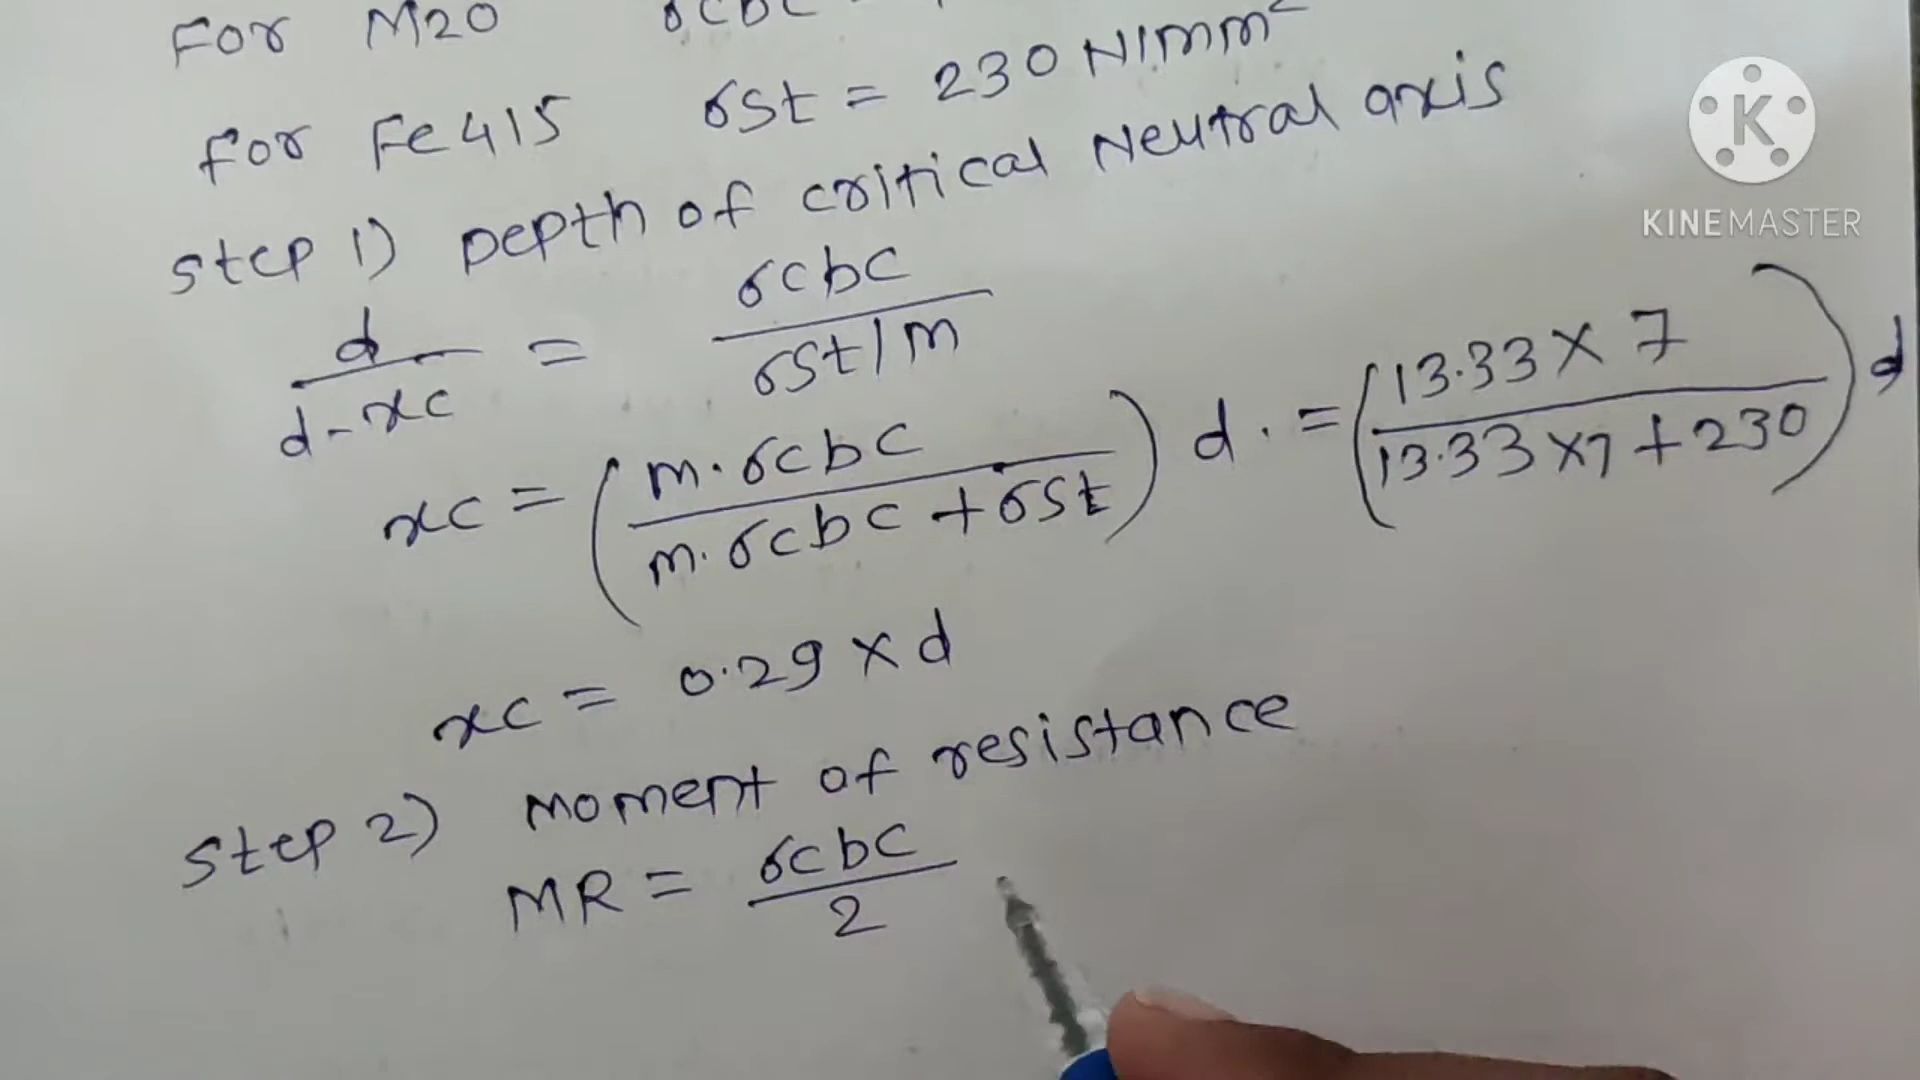 For M20 σcbc
For Fe415 σst = 230 N/mm²
step 1) Depth of critical Neutral axis
d/d-xc = σcbc/σst/m
xc = (m.σcbc/m.σcbc+σst) d. = (13.33×7/13.33×7+230) d
xc = 0.29 × d
step 2) moment of resistance
MR = σcbc/2
K
KINEMASTER